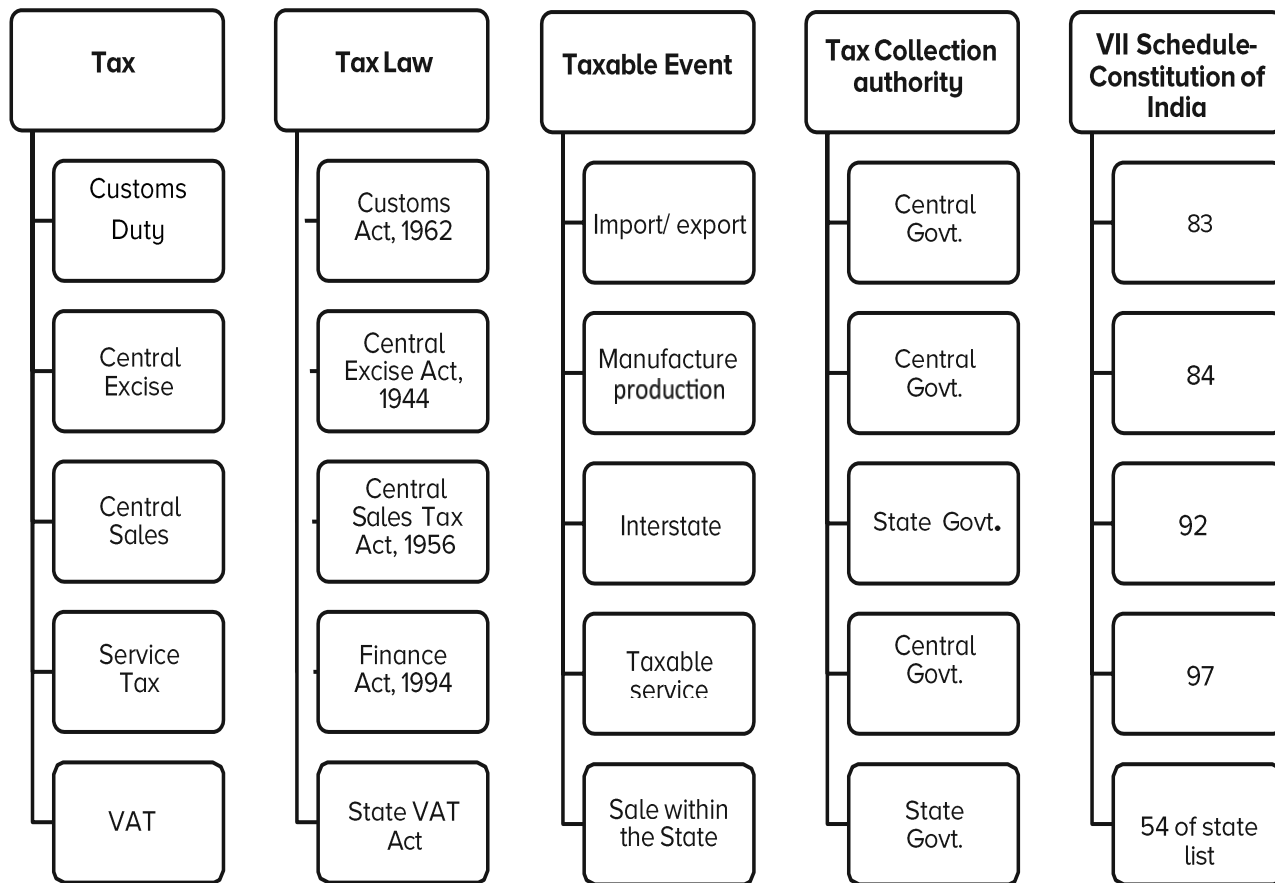 Tax
Tax Law
Taxable Event
Tax Collection
authority
VII Schedule-
Constitution of
India
Customs
Duty
Customs
Act, 1962
Import/ export
Central
Govt.
83
Central
Excise
Central
Excise Act,
1944
Manufacture
production
Central
Govt.
84
Central
Sales
Central
Sales Tax
Act, 1956
Interstate
State Govt.
92
Service
Tax
Finance
Act, 1994
Taxable
service
Central
Govt.
97
VAT
State VAT
Act
Sale within
the State
State
Govt.
54 of state
list